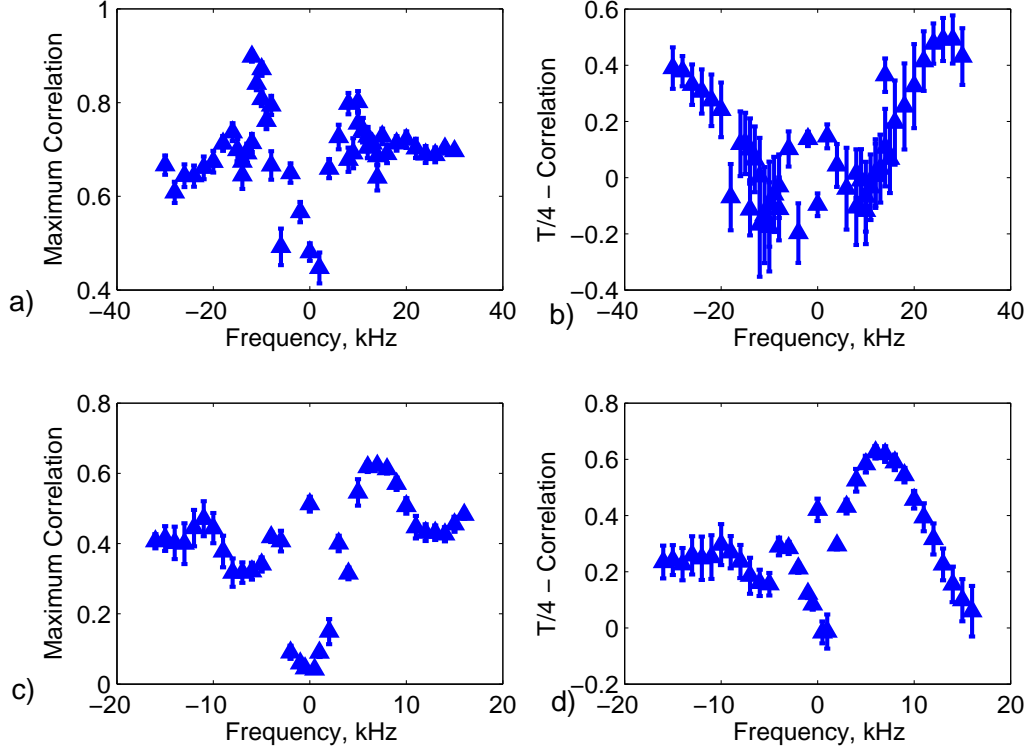 1
0.8
0.6
0.4
−40 −20 0 20 40
Maximum Correlation
Frequency, kHz
a)
0.6
0.4
0.2
0
−0.2
−0.4
−40 −20 0 20 40
T/4 − Correlation
Frequency, kHz
b)
0.8
0.6
0.4
0.2
0
−20 −10 0 10 20
Maximum Correlation
Frequency, kHz
c)
0.8
0.6
0.4
0.2
0
−0.2
−20 −10 0 10 20
T/4 − Correlation
Frequency, kHz
d)